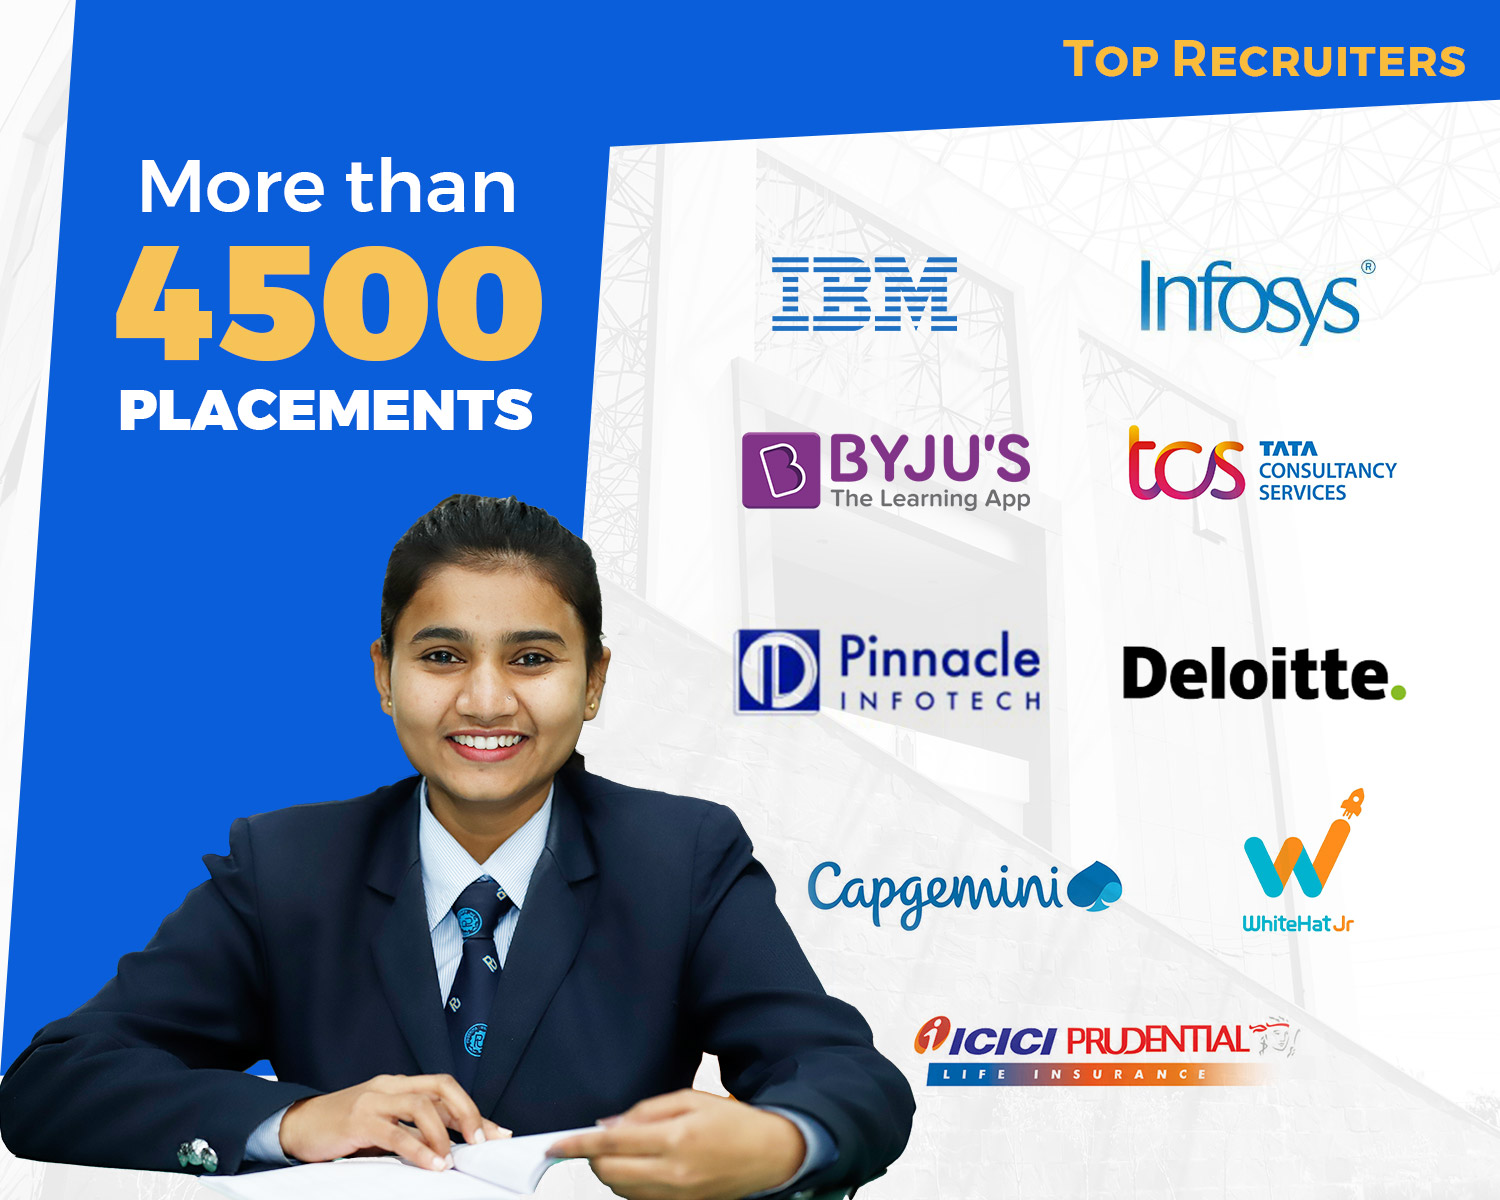 Top Recruiters
More than
4500
PLACEMENTS
IBM
Infosys®
BYJU'S
The Learning App
tcs TATA
CONSULTANCY
SERVICES
Pinnacle
INFOTECH
Deloitte.
Capgemini
WhiteHat Jr
ICICI PRUDENTIAL
LIFE INSURANCE